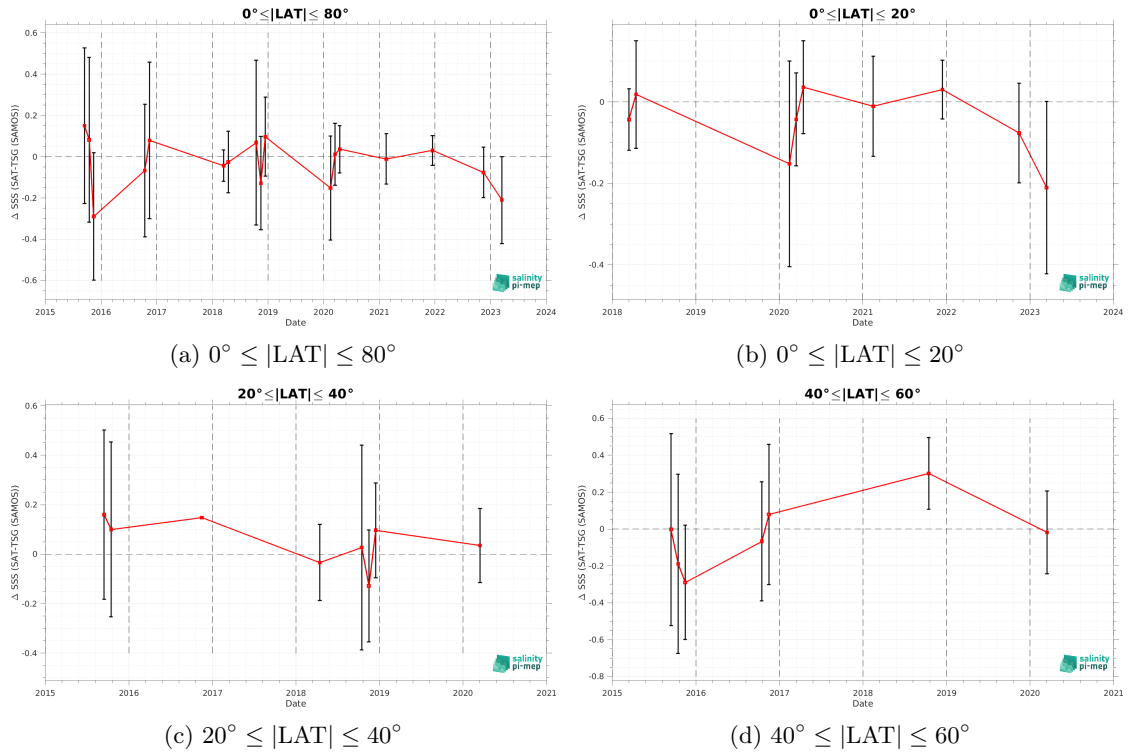 0°≤|LAT|≤ 80°
0.6
0.4
0.2
0
-0.2
-0.4
-0.6
Δ SSS (SAT-TSG (SAMOS))
2015 2016 2017 2018 2019 2020 2021 2022 2023 2024
Date
salinity
pi-mep
(a) 0° ≤ |LAT| ≤ 80°
0°≤|LAT|≤ 20°
0
-0.2
-0.4
Δ SSS (SAT-TSG (SAMOS))
2018 2019 2020 2021 2022 2023 2024
Date
salinity
pi-mep
(b) 0° ≤ |LAT| ≤ 20°
20°≤|LAT|≤ 40°
0.6
0.4
0.2
0
-0.2
-0.4
Δ SSS (SAT-TSG (SAMOS))
2015 2016 2017 2018 2019 2020 2021
Date
salinity
pi-mep
(c) 20° ≤ |LAT| ≤ 40°
40°≤|LAT|≤ 60°
0.6
0.4
0.2
0
-0.2
-0.4
-0.6
-0.8
Δ SSS (SAT-TSG (SAMOS))
2015 2016 2017 2018 2019 2020 2021
Date
salinity
pi-mep
(d) 40° ≤ |LAT| ≤ 60°